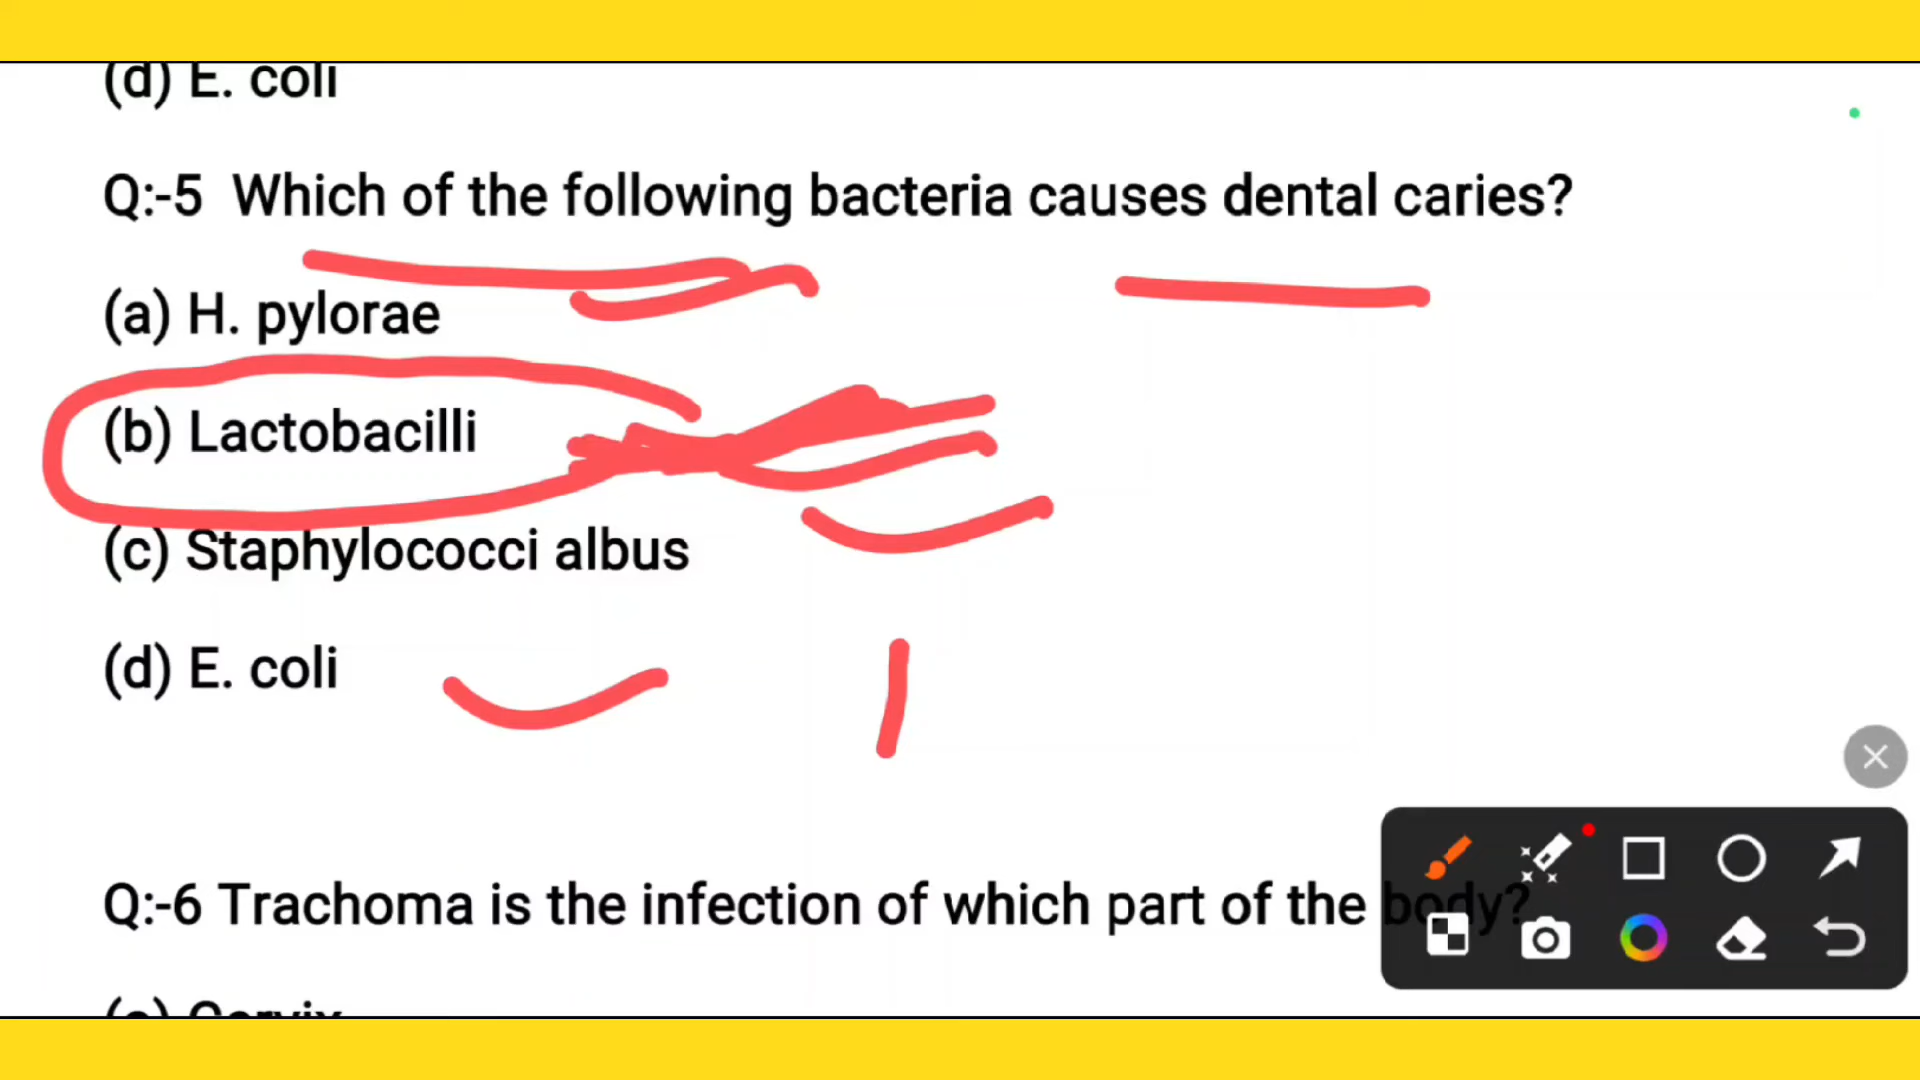 (d) E. coli
Q:-5 Which of the following bacteria causes dental caries?
(a) H. pylorae
(b) Lactobacilli
(c) Staphylococci albus
(d) E. coli
Q:-6 Trachoma is the infection of which part of the body?
(a) Cervix